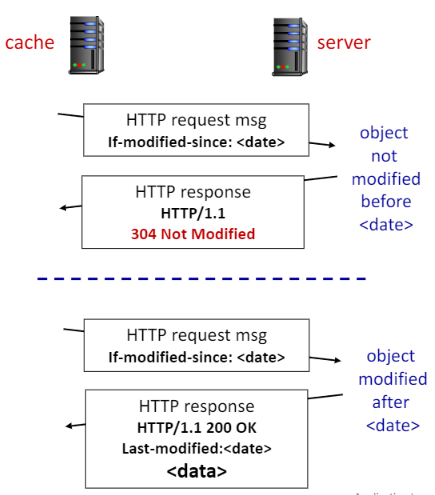 cache
server
HTTP request msg
If-modified-since: <date>
object
not
modified
before
<date>
HTTP response
HTTP/1.1
304 Not Modified
HTTP request msg
If-modified-since: <date>
object
modified
after
<date>
HTTP response
HTTP/1.1 200 OK
Last-modified:<date>
<data>